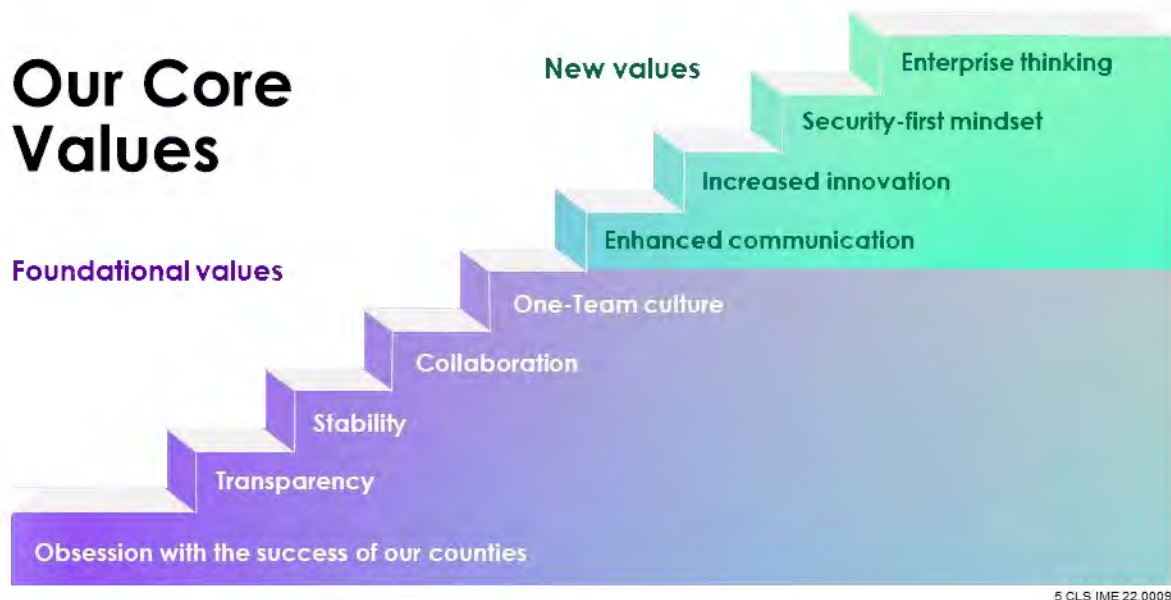 Our Core
Values
New values
Enterprise thinking
Security-first mindset
Increased innovation
Enhanced communication
Foundational values
One-Team culture
Collaboration
Stability
Transparency
Obsession with the success of our counties
5 CLS IME 22 0009